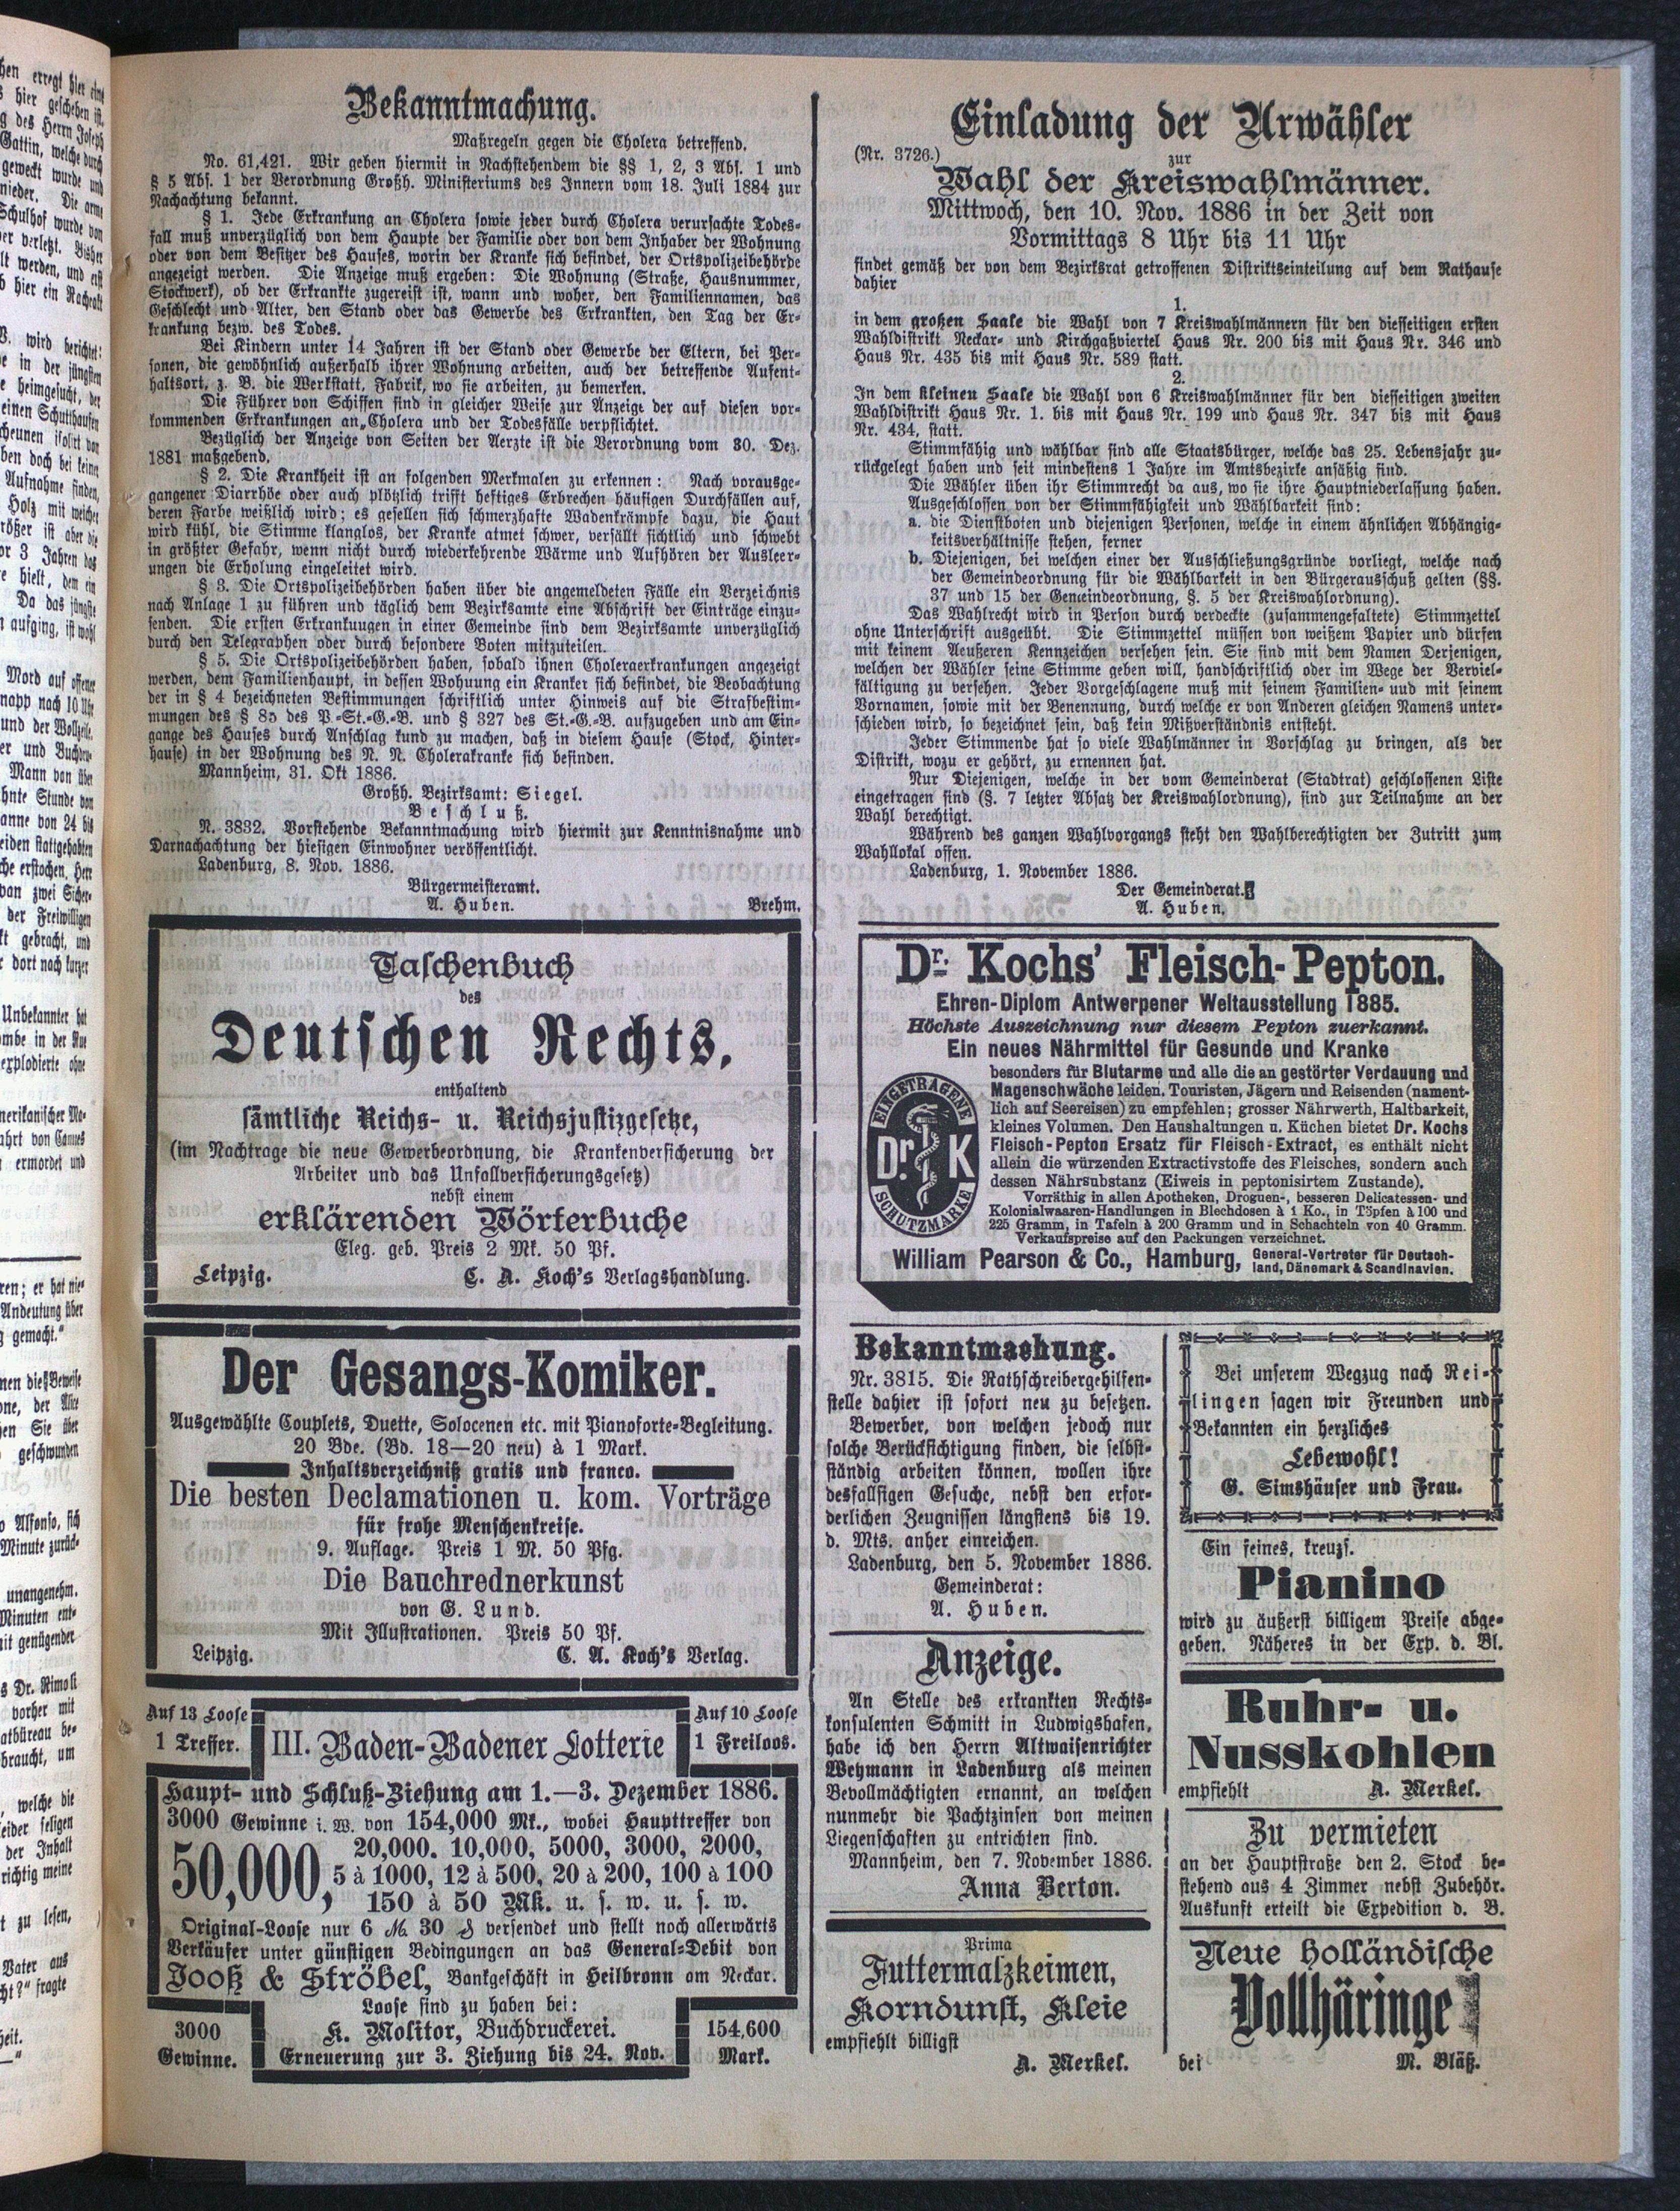 Bekanntmachung.
Maßregeln gegen die Cholera betreffend.
No. 61,421. Wir geben hiermit in Nachstehendem die §§ 1, 2, 3 Abs. 1 und
§ 5 Abs. 1 der Verordnung Großh. Ministeriums des Innern vom 18. Juli 1884 zur
Nachachtung bekannt.
§ 1. Jede Erkrankung an Cholera sowie jeder durch Cholera verursachte Todes-
fall muß unverzüglich von dem Haupte der Familie oder von dem Inhaber der Wohnung
oder von dem Besitzer des Hauses, worin der Kranke sich befindet, der Ortspolizeibehörde
angezeigt werden. Die Anzeige muß ergeben: Die Wohnung (Straße, Hausnummer,
Stockwerk), ob der Erkrankte zugereist ist, wann und woher, den Familiennamen, das
Geschlecht und Alter, den Stand oder das Gewerbe des Erkrankten, den Tag der Er-
krankung bezw. des Todes.
Bei Kindern unter 14 Jahren ist der Stand oder Gewerbe der Eltern, bei Per-
sonen, die gewöhnlich außerhalb ihrer Wohnung arbeiten, auch der betreffende Aufent-
haltsort, z. B. die Werkstatt, Fabrik, wo sie arbeiten, zu bemerken.
Die Führer von Schiffen sind in gleicher Weise zur Anzeige der auf diesen vor-
kommenden Erkrankungen an Cholera und der Todesfälle verpflichtet.
Bezüglich der Anzeige von Seiten der Aerzte ist die Verordnung vom 30. Dez.
1881 maßgebend.
§ 2. Die Krankheit ist an folgenden Merkmalen zu erkennen: Nach vorausge-
gangener Diarrhöe oder auch plötzlich trifft heftiges Erbrechen häufigen Durchfällen auf,
deren Farbe weißlich wird; es gesellen sich schmerzhafte Wadenkrämpfe dazu, die Haut
wird kühl, die Stimme klanglos, der Kranke atmet schwer, verfällt sichtlich und schwebt
in größter Gefahr, wenn nicht durch wiederkehrende Wärme und Aufhören der Ausleer-
ungen die Erholung eingeleitet wird.
§ 3. Die Ortspolizeibehörden haben über die angemeldeten Fälle ein Verzeichnis
nach Anlage 1 zu führen und täglich dem Bezirksamte eine Abschrift der Einträge einzu-
senden. Die ersten Erkrankuugen in einer Gemeinde sind dem Bezirksamte unverzüglich
durch den Telegraphen oder durch besondere Boten mitzuteilen.
§ 5. Die Ortspolizeibehörden haben, sobald ihnen Choleraerkrankungen angezeigt
werden, dem Familienhaupt, in dessen Wohuung ein Kranker sich befindet, die Beobachtung
der in § 4 bezeichneten Bestimmungen schriftlich unter Hinweis auf die Strafbestim-
mungen des § 85 des P.-St.-G.-B. und § 327 des St.-G.-B. aufzugeben und am Ein-
gange des Hauses durch Anschlag kund zu machen, daß in diesem Hause (Stock, Hinter-
hause) in der Wohnung des N. N. Cholerakranke sich befinden.
Mannheim, 31. Okt 1886.
Großh. Bezirksamt: Siegel.
Beschluß.
N. 3832. Vorstehende Bekanntmachung wird hiermit zur Kenntnisnahme und
Darnachachtung der hiesigen Einwohner veröffentlicht.
Ladenburg, 8. Nov. 1886.
Bürgermeisteramt.
A. Huben. Brehm.
Taschenbuch
des
Deutschen Rechts,
enthaltend
sämtliche Reichs- u. Reichsjustizgesetze,
(im Nachtrage die neue Gewerbeordnung, die Krankenversicherung der
Arbeiter und das Unfallversicherungsgesetz)
nebst einem
erklärenden Wörterbuche
Eleg. geb. Preis 2 Mk. 50 Pf.
Leipzig. C. A. Koch's Verlagshandlung.
Der Gesangs-Komiker.
Ausgewählte Couplets, Duette, Solocenen etc. mit Pianoforte-Begleitung.
20 Bde. (Bd. 18—20 neu) à 1 Mark.
Inhaltsverzeichniß gratis und franco.
Die besten Declamationen u. kom. Vorträge
für frohe Menschenkreise.
9. Auflage. Preis 1 M. 50 Pfg.
Die Bauchrednerkunst
von G. Lund.
Mit Illustrationen. Preis 50 Pf.
Leipzig. C. A. Koch's Verlag.
Auf 13 Loose
1 Treffer.
III. Baden-Badener Lotterie
Auf 10 Loose
1 Freiloos.
Haupt- und Schluß-Ziehung am 1.—3. Dezember 1886.
3000 Gewinne i. W. von 154,000 Mk., wobei Haupttreffer von
50,000, 20,000. 10,000, 5000, 3000, 2000,
5 à 1000, 12 à 500, 20 à 200, 100 à 100
150 à 50 Mk. u. s. w. u. s. w.
Original-Loose nur 6 M. 30 ₰ versendet und stellt noch allerwärts
Verkäufer unter günstigen Bedingungen an das General-Debit von
Jooß & Ströbel, Bankgeschäft in Heilbronn am Neckar.
Loose sind zu haben bei:
K. Molitor, Buchdruckerei.
Erneuerung zur 3. Ziehung bis 24. Nov.
3000
Gewinne.
154,600
Mark.
Einladung der Urwähler
(Nr. 3726.)
zur
Wahl der Kreiswahlmänner.
Mittwoch, den 10. Nov. 1886 in der Zeit von
Vormittags 8 Uhr bis 11 Uhr
findet gemäß der von dem Bezirksrat getroffenen Distriktseinteilung auf dem Rathause
dahier
1.
in dem großen Saale die Wahl von 7 Kreiswahlmännern für den diesseitigen ersten
Wahldistrikt Neckar- und Kirchgaßviertel Haus Nr. 200 bis mit Haus Nr. 346 und
Haus Nr. 435 bis mit Haus Nr. 589 statt.
2.
In dem kleinen Saale die Wahl von 6 Kreiswahlmänner für den diesseitigen zweiten
Wahldistrikt Haus Nr. 1. bis mit Haus Nr. 199 und Haus Nr. 347 bis mit Haus
Nr. 434, statt.
Stimmfähig und wählbar sind alle Staatsbürger, welche das 25. Lebensjahr zu-
rückgelegt haben und seit mindestens 1 Jahre im Amtsbezirke ansäßig sind.
Die Wähler üben ihr Stimmrecht da aus, wo sie ihre Hauptniederlassung haben.
Ausgeschlossen von der Stimmfähigkeit und Wählbarkeit sind:
a. die Dienstboten und diejenigen Personen, welche in einem ähnlichen Abhängig-
keitsverhältnisse stehen, ferner
b. Diejenigen, bei welchen einer der Ausschließungsgründe vorliegt, welche nach
der Gemeindeordnung für die Wählbarkeit in den Bürgerausschuß gelten (§§.
37 und 15 der Gemeindeordnung, §. 5 der Kreiswahlordnung).
Das Wahlrecht wird in Person durch verdeckte (zusammengefaltete) Stimmzettel
ohne Unterschrift ausgeübt. Die Stimmzettel müssen von weißem Papier und dürfen
mit keinem Aeußeren Kennzeichen versehen sein. Sie sind mit dem Namen Derjenigen,
welchen der Wähler seine Stimme geben will, handschriftlich oder im Wege der Verviel-
fältigung zu versehen. Jeder Vorgeschlagene muß mit seinem Familien- uud mit seinem
Vornamen, sowie mit der Benennung, durch welche er von Anderen gleichen Namens unter-
schieden wird, so bezeichnet sein, daß kein Mißverständnis entsteht.
Jeder Stimmende hat so viele Wahlmänner in Vorschlag zu bringen, als der
Distrikt, wozu er gehört, zu ernennen hat.
Nur Diejenigen, welche in der vom Gemeinderat (Stadtrat) geschlossenen Liste
eingetragen sind (§. 7 letzter Absatz der Kreiswahlordnung), sind zur Teilnahme an der
Wahl berechtigt.
Während des ganzen Wahlvorgangs steht den Wahlberechtigten der Zutritt zum
Wahllokal offen.
Ladenburg, 1. November 1886.
Der Gemeinderat.
A. Huben.
Dr. Kochs' Fleisch-Pepton.
Ehren-Diplom Antwerpener Weltausstellung 1885.
Höchste Auszeichnung nur diesem Pepton zuerkannt.
Ein neues Nährmittel für Gesunde und Kranke
besonders für Blutarme und alle die an gestörter Verdauung und
Magenschwäche leiden, Touristen, Jägern und Reisenden (nament-
lich auf Seereisen) zu empfehlen; grosser Nährwerth, Haltbarkeit,
kleines Volumen. Den Haushaltungen u. Küchen bietet Dr. Kochs
Fleisch-Pepton Ersatz für Fleisch-Extract, es enthält nicht
allein die würzenden Extractivstoffe des Fleisches, sondern auch
dessen Nährsubstanz (Eiweis in peptonisirtem Zustande).
Vorräthig in allen Apotheken, Droguen-, besseren Delicatessen- und
Kolonialwaaren-Handlungen in Blechdosen à 1 Ko., in Töpfen à 100 und
225 Gramm, in Tafeln à 200 Gramm und in Schachteln von 40 Gramm.
Verkaufspreise auf den Packungen verzeichnet.
EINGETRAGENE
Dr. K
SCHUTZMARKE
William Pearson & Co., Hamburg, General-Vertreter für Deutsch-
land, Dänemark & Scandinavien.
Bekanntmachung.
Nr. 3815. Die Rathschreibergehilfen-
stelle dahier ist sofort neu zu besetzen.
Bewerber, von welchen jedoch nur
solche Berücksichtigung finden, die selbst-
ständig arbeiten können, wollen ihre
desfallsigen Gesuche, nebst den erfor-
derlichen Zeugnissen längstens bis 19.
d. Mts. anher einreichen.
Ladenburg, den 5. November 1886.
Gemeinderat:
A. Huben.
Anzeige.
An Stelle des erkrankten Rechts-
konsulenten Schmitt in Ludwigshafen,
habe ich den Herrn Altwaisenrichter
Weymann in Ladenburg als meinen
Bevollmächtigten ernannt, an welchen
nunmehr die Pachtzinsen von meinen
Liegenschaften zu entrichten sind.
Mannheim, den 7. November 1886.
Anna Berton.
Prima
Futtermalzkeimen,
Korndunst, Kleie
empfiehlt billigst
A. Merkel.
Bei unserem Wegzug nach Rei-
lingen sagen wir Freunden und
Bekannten ein herzliches
Lebewohl!
G. Simshäuser und Frau.
Ein feines, kreuzs.
Pianino
wird zu äußerst billigem Preise abge-
geben. Näheres in der Exp. d. Bl.
Ruhr- u.
Nusskohlen
empfiehlt A. Merkel.
Zu vermieten
an der Hauptstraße den 2. Stock be-
stehend aus 4 Zimmer nebst Zubehör.
Auskunft erteilt die Expedition d. B.
Neue holländische
Vollhäringe
bei M. Bläß.